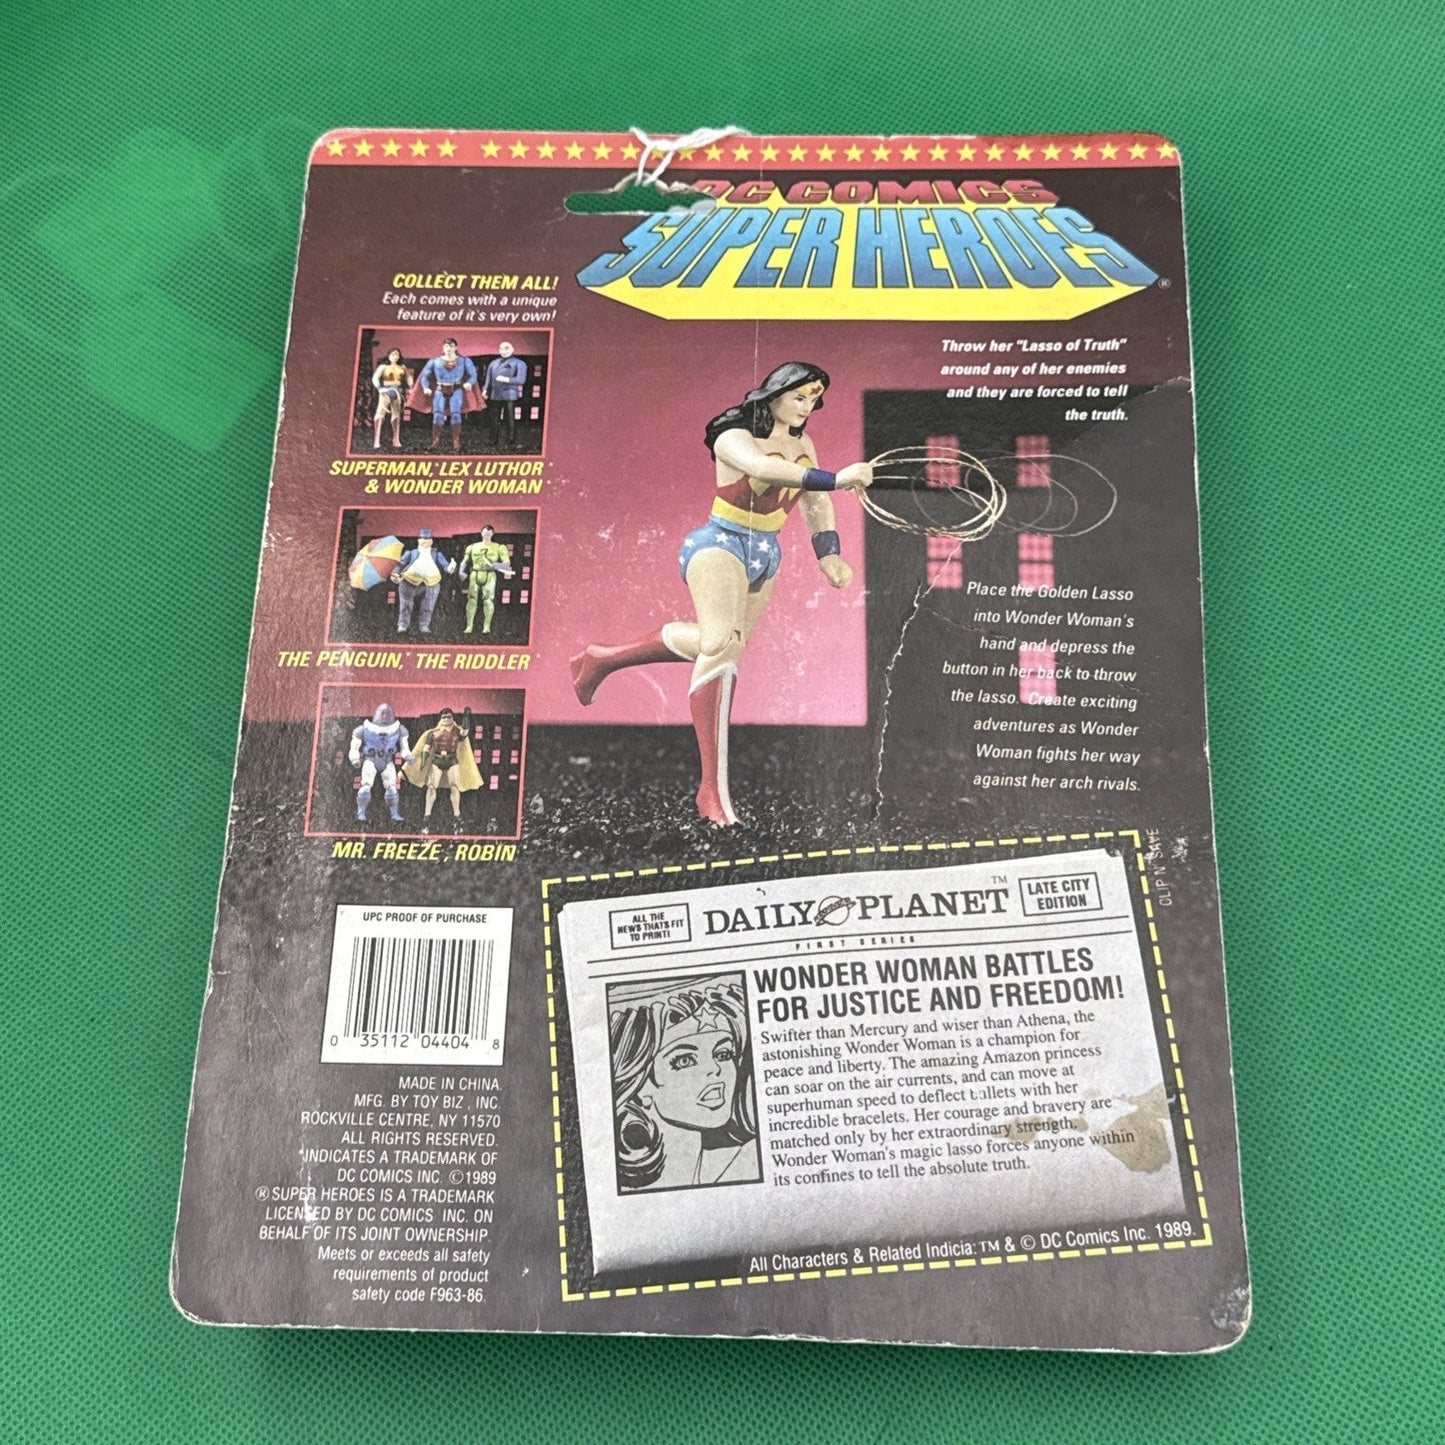 DC COMICS
SUPER HEROES®
COLLECT THEM ALL!
Each comes with a unique
feature of it's very own!
SUPERMAN,* LEX LUTHOR*
& WONDER WOMAN*
THE PENGUIN,* THE RIDDLER*
MR. FREEZE*, ROBIN*
Throw her "Lasso of Truth"
around any of her enemies
and they are forced to tell
the truth.
Place the Golden Lasso
into Wonder Woman's
hand and depress the
button in her back to throw
the lasso. Create exciting
adventures as Wonder
Woman fights her way
against her arch rivals.
UPC PROOF OF PURCHASE
0 35112 04404 8
MADE IN CHINA.
MFG. BY TOY BIZ, INC.
ROCKVILLE CENTRE, NY 11570
ALL RIGHTS RESERVED.
*INDICATES A TRADEMARK OF
DC COMICS INC. ©1989
® SUPER HEROES IS A TRADEMARK
LICENSED BY DC COMICS INC. ON
BEHALF OF ITS JOINT OWNERSHIP.
Meets or exceeds all safety
requirements of product
safety code F963-86.
CLIP N' SAVE
ALL THE
NEWS THATS FIT
TO PRINT!
DAILY PLANET™
LATE CITY
EDITION
FIRST SERIES
WONDER WOMAN BATTLES
FOR JUSTICE AND FREEDOM!
Swifter than Mercury and wiser than Athena, the
astonishing Wonder Woman is a champion for
peace and liberty. The amazing Amazon princess
can soar on the air currents, and can move at
superhuman speed to deflect bullets with her
incredible bracelets. Her courage and bravery are
matched only by her extraordinary strength.
Wonder Woman's magic lasso forces anyone within
its confines to tell the absolute truth.
All Characters & Related Indicia: TM & © DC Comics Inc. 1989.